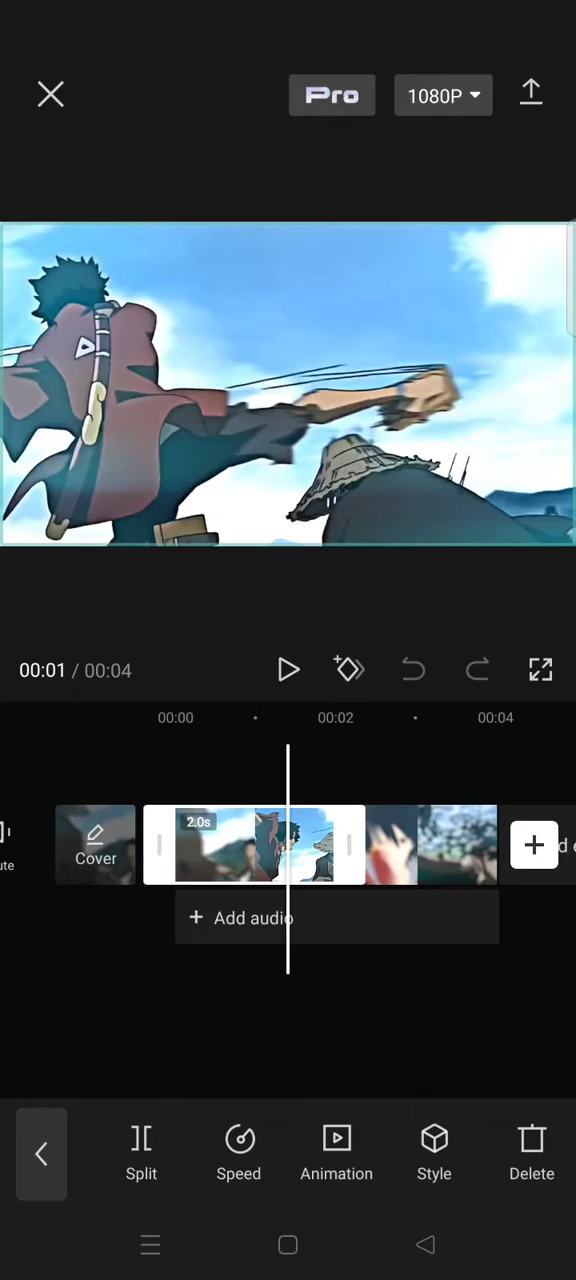 Pro
1080P
00:01 / 00:04
00:00
00:02
00:04
2.0s
Cover
Add audio
Split
Speed
Animation
Style
Delete